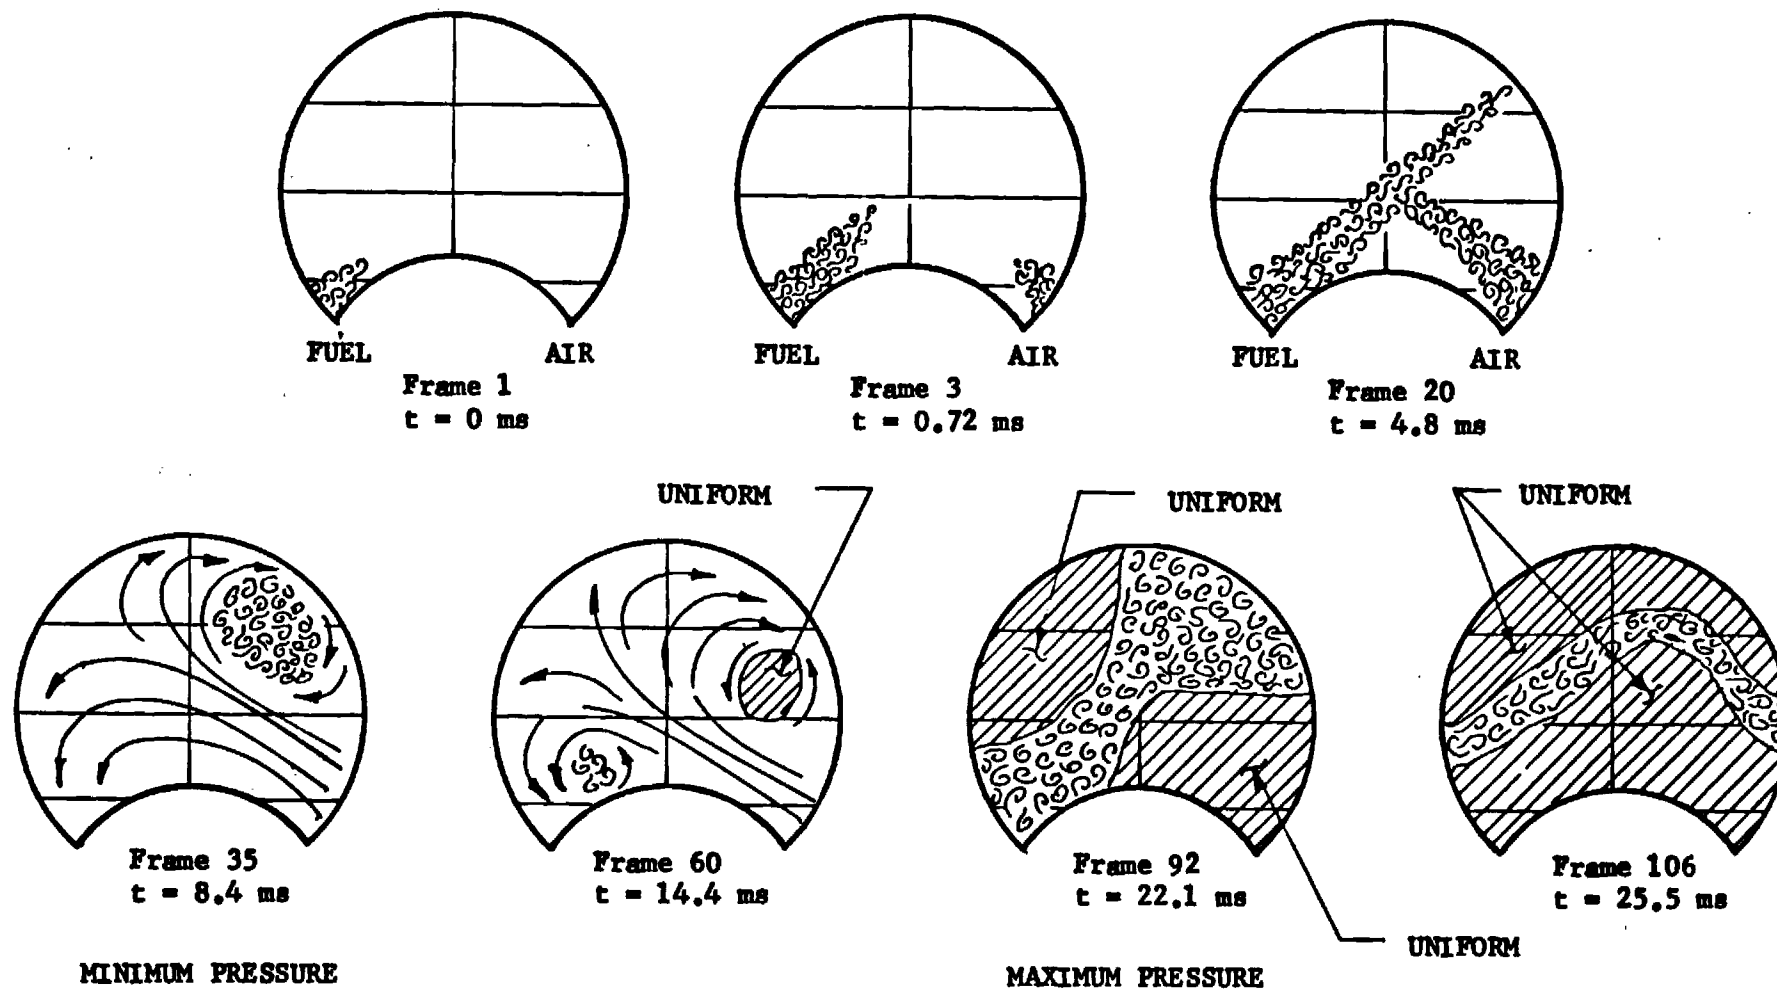 FUEL
AIR
Frame 1
t = 0 ms
FUEL
AIR
Frame 3
t = 0.72 ms
FUEL
AIR
Frame 20
t = 4.8 ms
UNIFORM
UNIFORM
UNIFORM
Frame 35
t = 8.4 ms
Frame 60
t = 14.4 ms
Frame 92
t = 22.1 ms
Frame 106
t = 25.5 ms
UNIFORM
MINIMUM PRESSURE
MAXIMUM PRESSURE